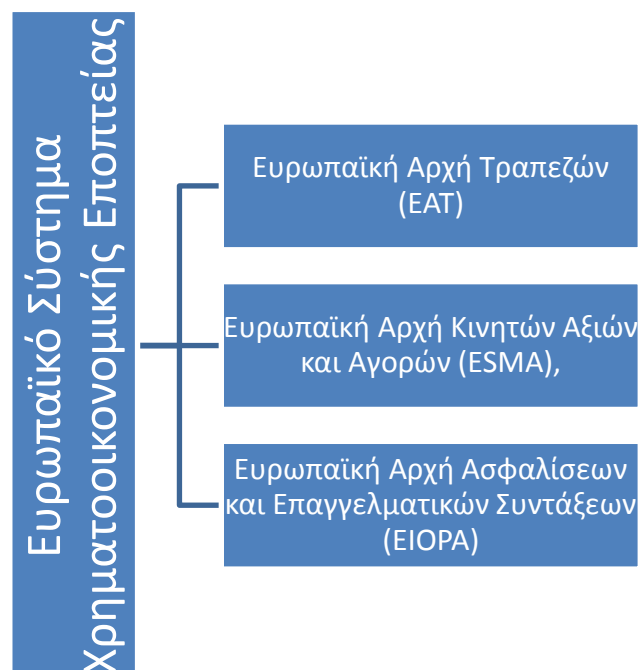 Ευρωπαϊκό Σύστημα
Χρηματοοικονομικής Εποπτείας
Ευρωπαϊκή Αρχή Τραπεζών
(ΕΑΤ)
Ευρωπαϊκή Αρχή Κινητών Αξιών
και Αγορών (ESMA),
Ευρωπαϊκή Αρχή Ασφαλίσεων
και Επαγγελματικών Συντάξεων
(EIOPA)